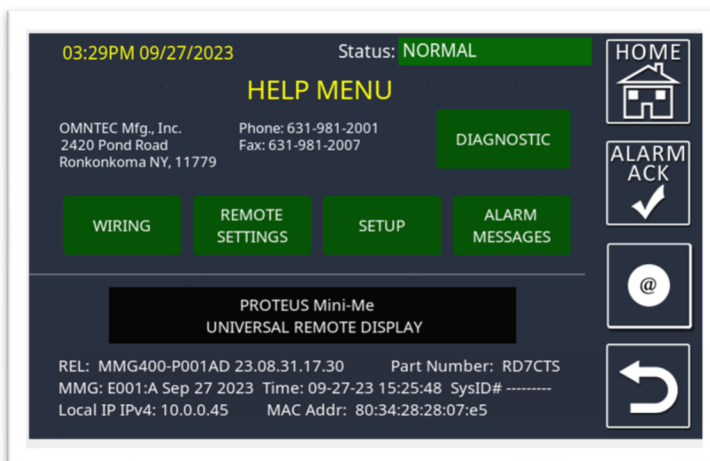 03:29PM 09/27/2023 Status: NORMAL
HELP MENU
OMNTEC Mfg., Inc. Phone: 631-981-2001
2420 Pond Road Fax: 631-981-2007
Ronkonkoma NY, 11779
DIAGNOSTIC
WIRING
REMOTE
SETTINGS
SETUP
ALARM
MESSAGES
PROTEUS Mini-Me
UNIVERSAL REMOTE DISPLAY
REL: MMG400-P001AD 23.08.31.17.30 Part Number: RD7CTS
MMG: E001:A Sep 27 2023 Time: 09-27-23 15:25:48 SysID# ---------
Local IP IPv4: 10.0.0.45 MAC Addr: 80:34:28:28:07:e5
HOME
ALARM
ACK
@